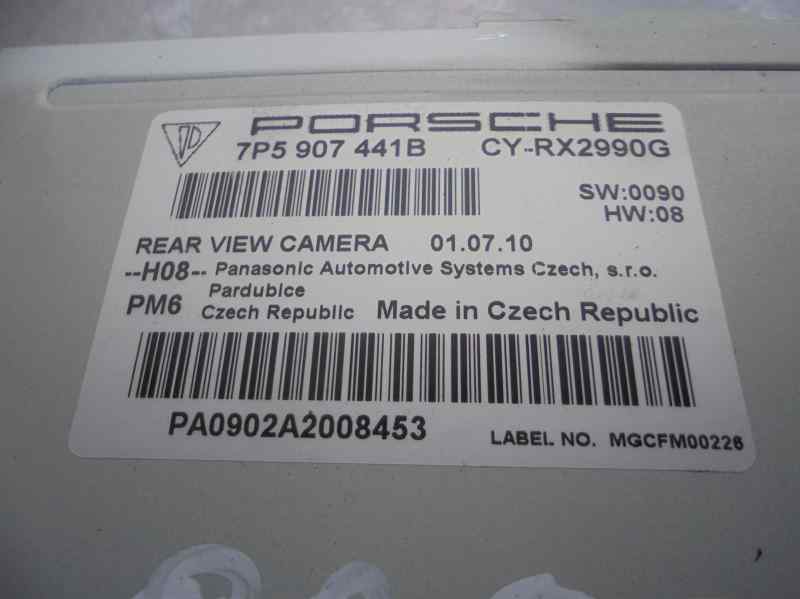 PORSCHE
7P5 907 441B CY-RX2990G
SW:0090
HW:08
REAR VIEW CAMERA 01.07.10
--H08-- Panasonic Automotive Systems Czech, s.r.o.
Pardubice
PM6 Czech Republic Made in Czech Republic
PA0902A2008453 LABEL NO. MGCFM00226